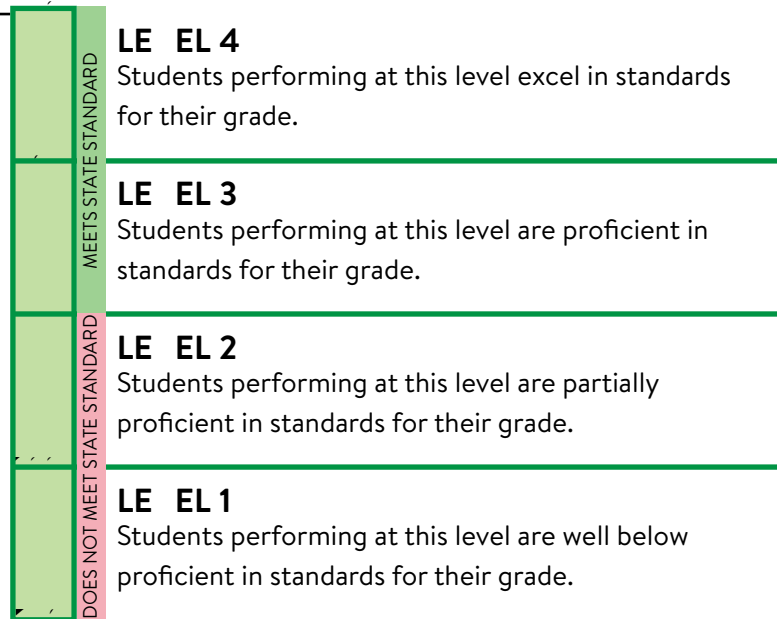 LE EL 4
Students performing at this level excel in standards
for their grade.
MEETS STATE STANDARD
LE EL 3
Students performing at this level are proficient in
standards for their grade.
LE EL 2
Students performing at this level are partially
proficient in standards for their grade.
DOES NOT MEET STATE STANDARD
LE EL 1
Students performing at this level are well below
proficient in standards for their grade.